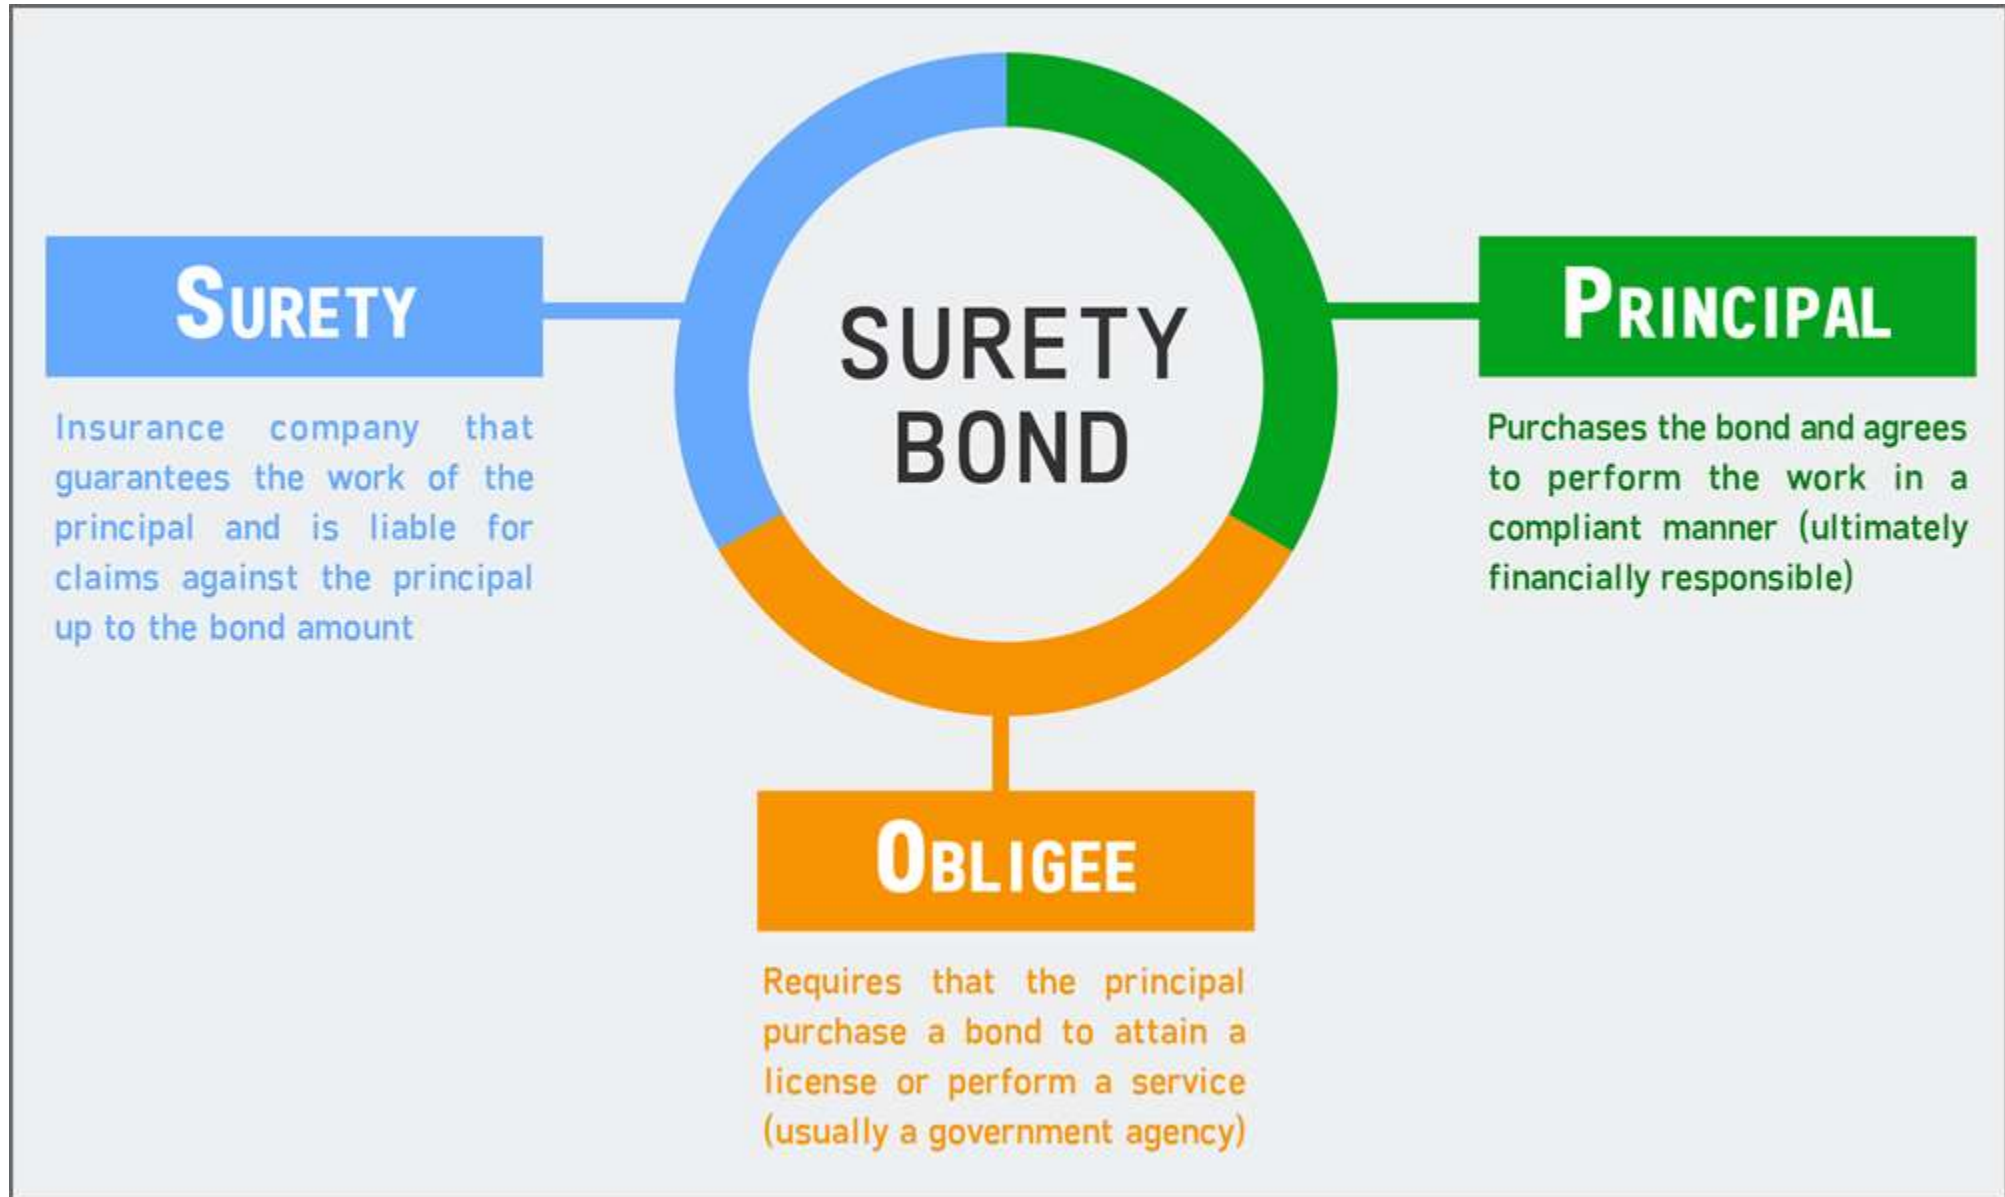 SURETY
BOND
SURETY
Insurance company that
guarantees the work of the
principal and is liable for
claims against the principal
up to the bond amount
PRINCIPAL
Purchases the bond and agrees
to perform the work in a
compliant manner (ultimately
financially responsible)
OBLIGEE
Requires that the principal
purchase a bond to attain a
license or perform a service
(usually a government agency)